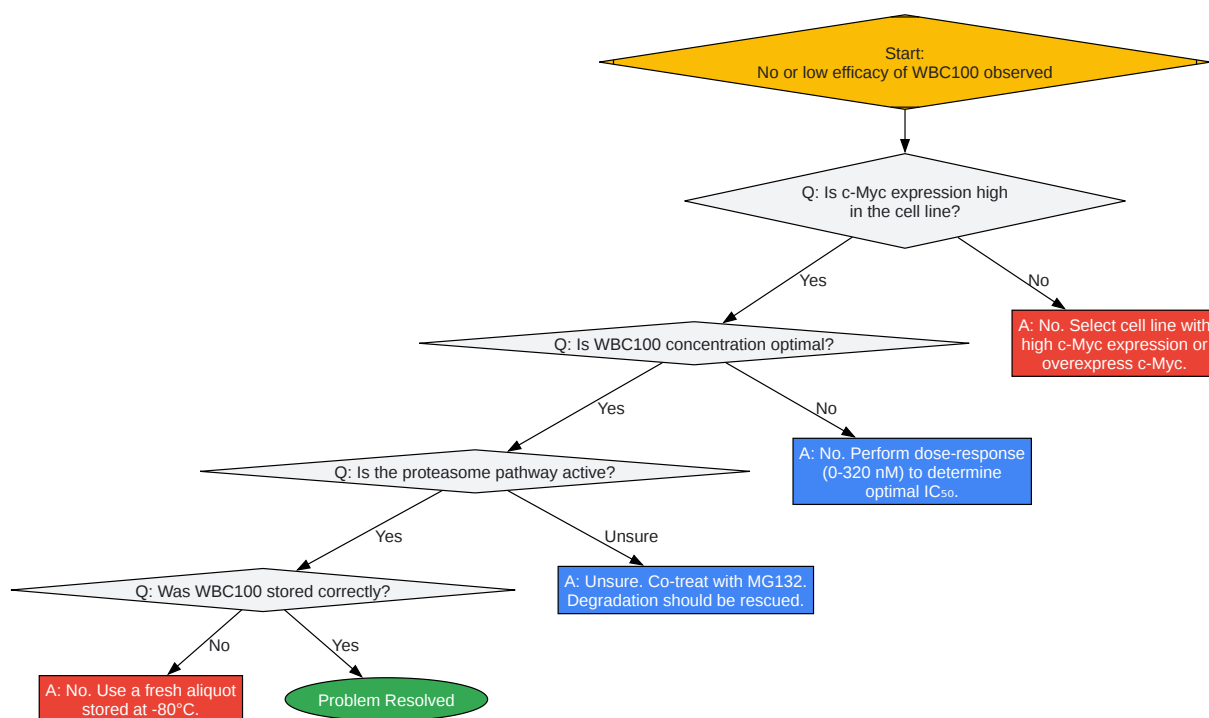 Start:
No or low efficacy of WBC100 observed
Q: Is c-Myc expression high
in the cell line?
Yes
No
A: No. Select cell line with
high c-Myc expression or
overexpress c-Myc.
Q: Is WBC100 concentration optimal?
Yes
No
A: No. Perform dose-response
(0-320 nM) to determine
optimal IC₅₀.
Q: Is the proteasome pathway active?
Yes
Unsure
A: Unsure. Co-treat with MG132.
Degradation should be rescued.
Q: Was WBC100 stored correctly?
No
Yes
A: No. Use a fresh aliquot
stored at -80°C.
Problem Resolved